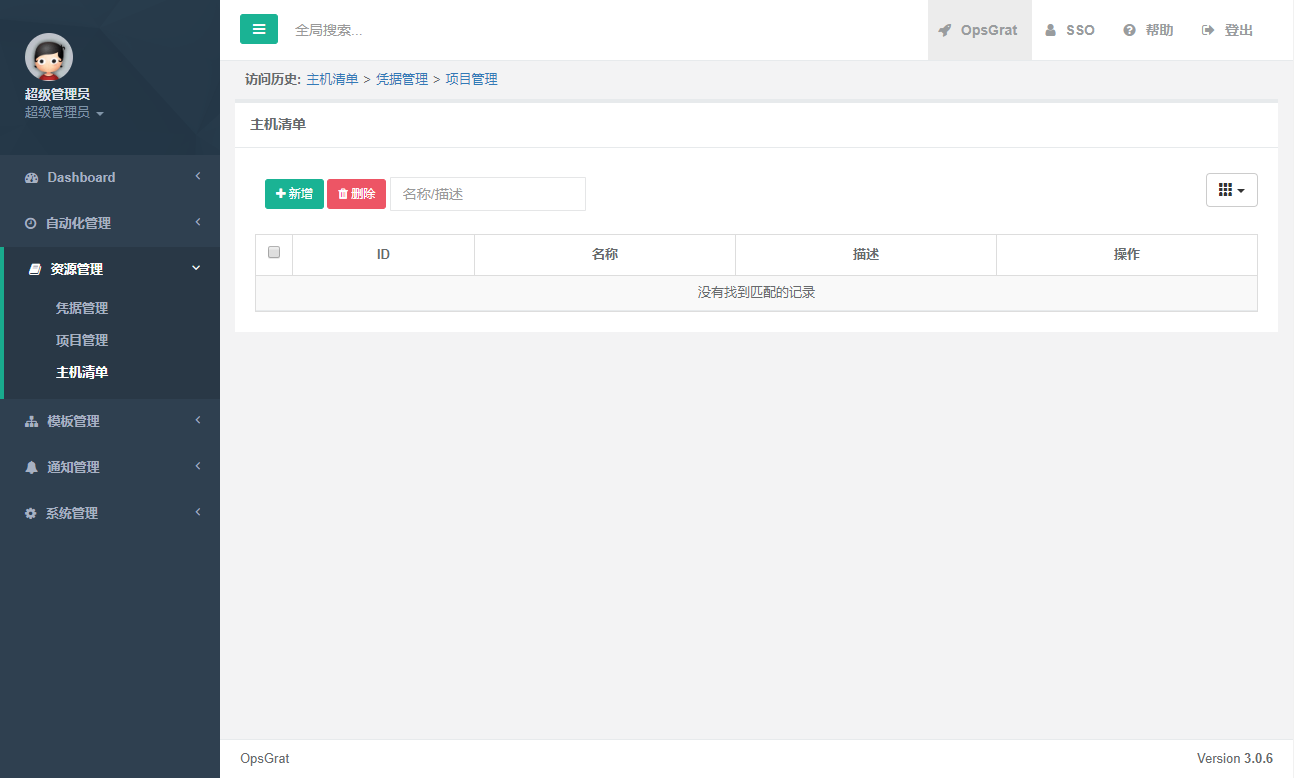 超级管理员
超级管理员
Dashboard
自动化管理
资源管理
凭据管理
项目管理
主机清单
模板管理
通知管理
系统管理
全局搜索...
OpsGrat
SSO
帮助
登出
访问历史: 主机清单 > 凭据管理 > 项目管理
主机清单
新增
删除
名称/描述
ID 名称 描述 操作
没有找到匹配的记录
OpsGrat
Version 3.0.6